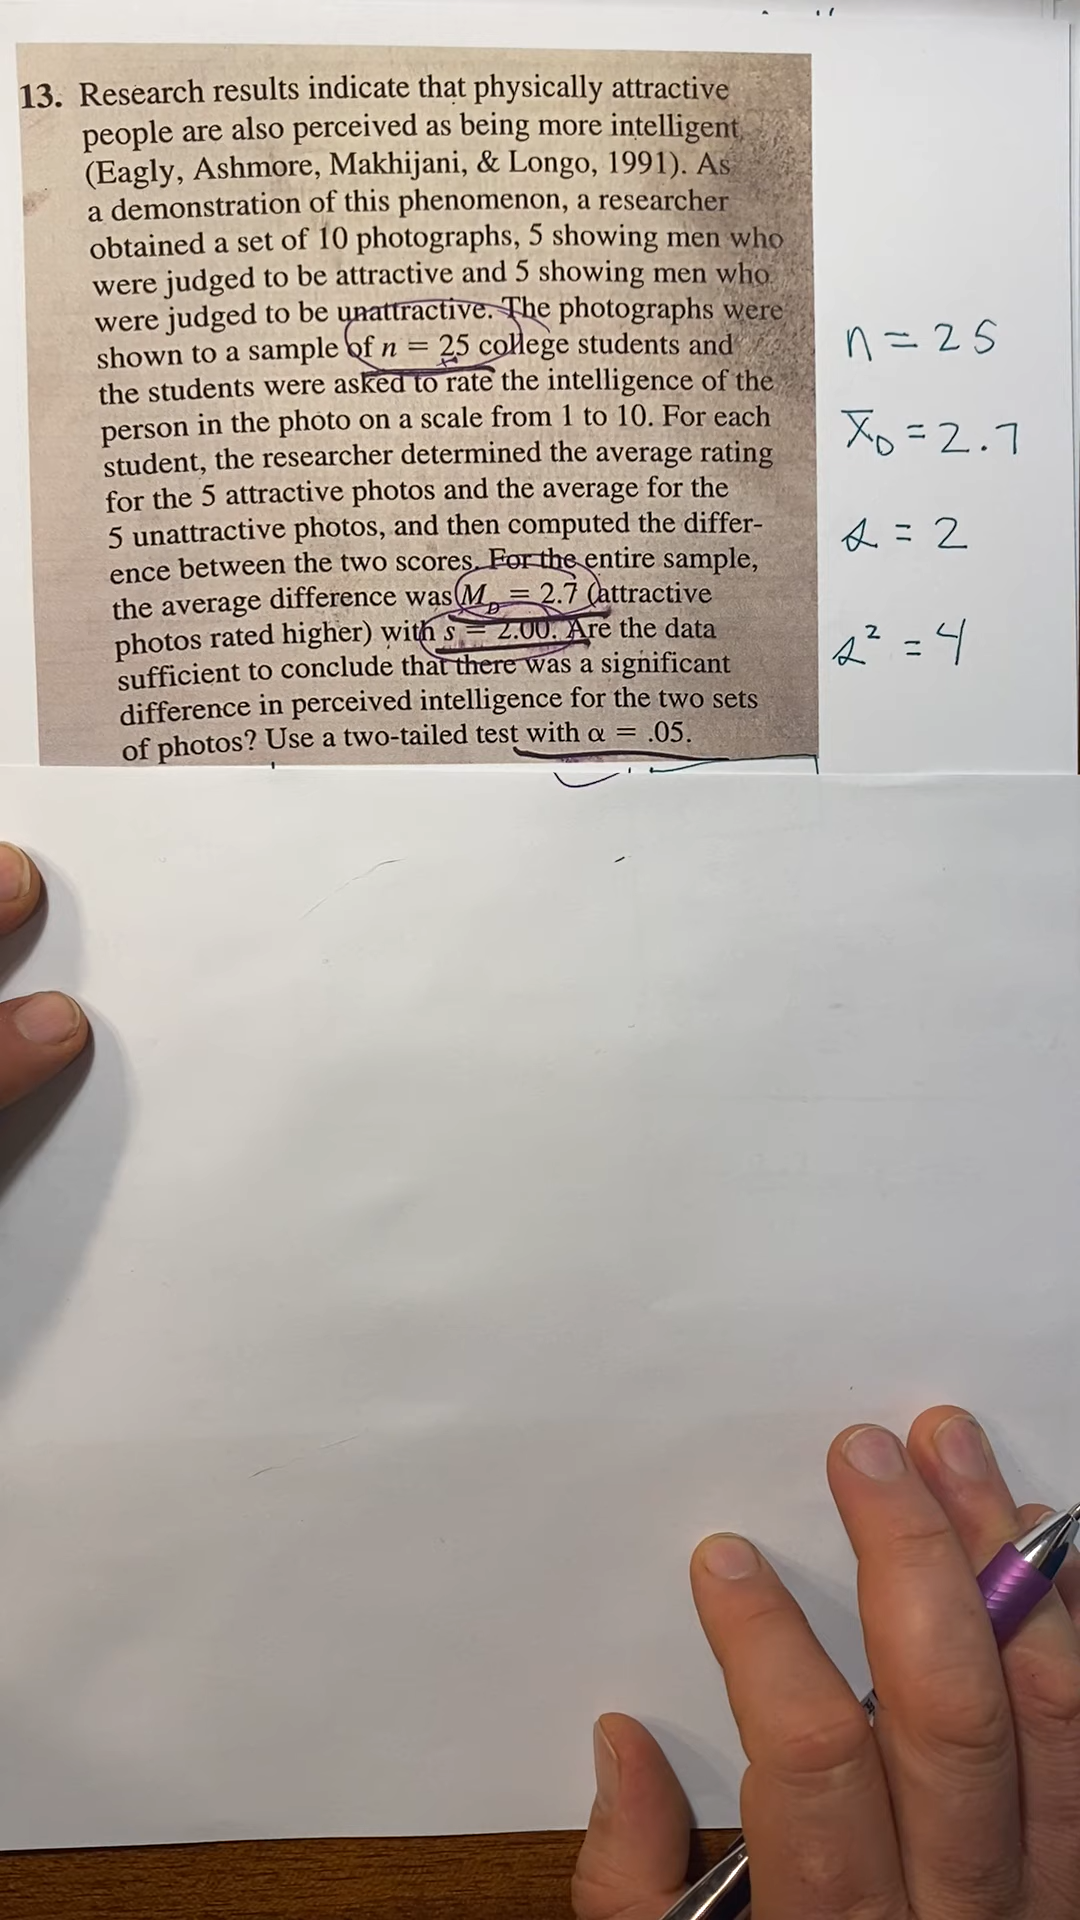 13. Research results indicate that physically attractive
people are also perceived as being more intelligent
(Eagly, Ashmore, Makhijani, & Longo, 1991). As
a demonstration of this phenomenon, a researcher
obtained a set of 10 photographs, 5 showing men who
were judged to be attractive and 5 showing men who
were judged to be unattractive. The photographs were
shown to a sample of n = 25 college students and
the students were asked to rate the intelligence of the
person in the photo on a scale from 1 to 10. For each
student, the researcher determined the average rating
for the 5 attractive photos and the average for the
5 unattractive photos, and then computed the differ-
ence between the two scores. For the entire sample,
the average difference was M_D = 2.7 (attractive
photos rated higher) with s = 2.00. Are the data
sufficient to conclude that there was a significant
difference in perceived intelligence for the two sets
of photos? Use a two-tailed test with α = .05.
n = 25
X̄_D = 2.7
s = 2
s² = 4